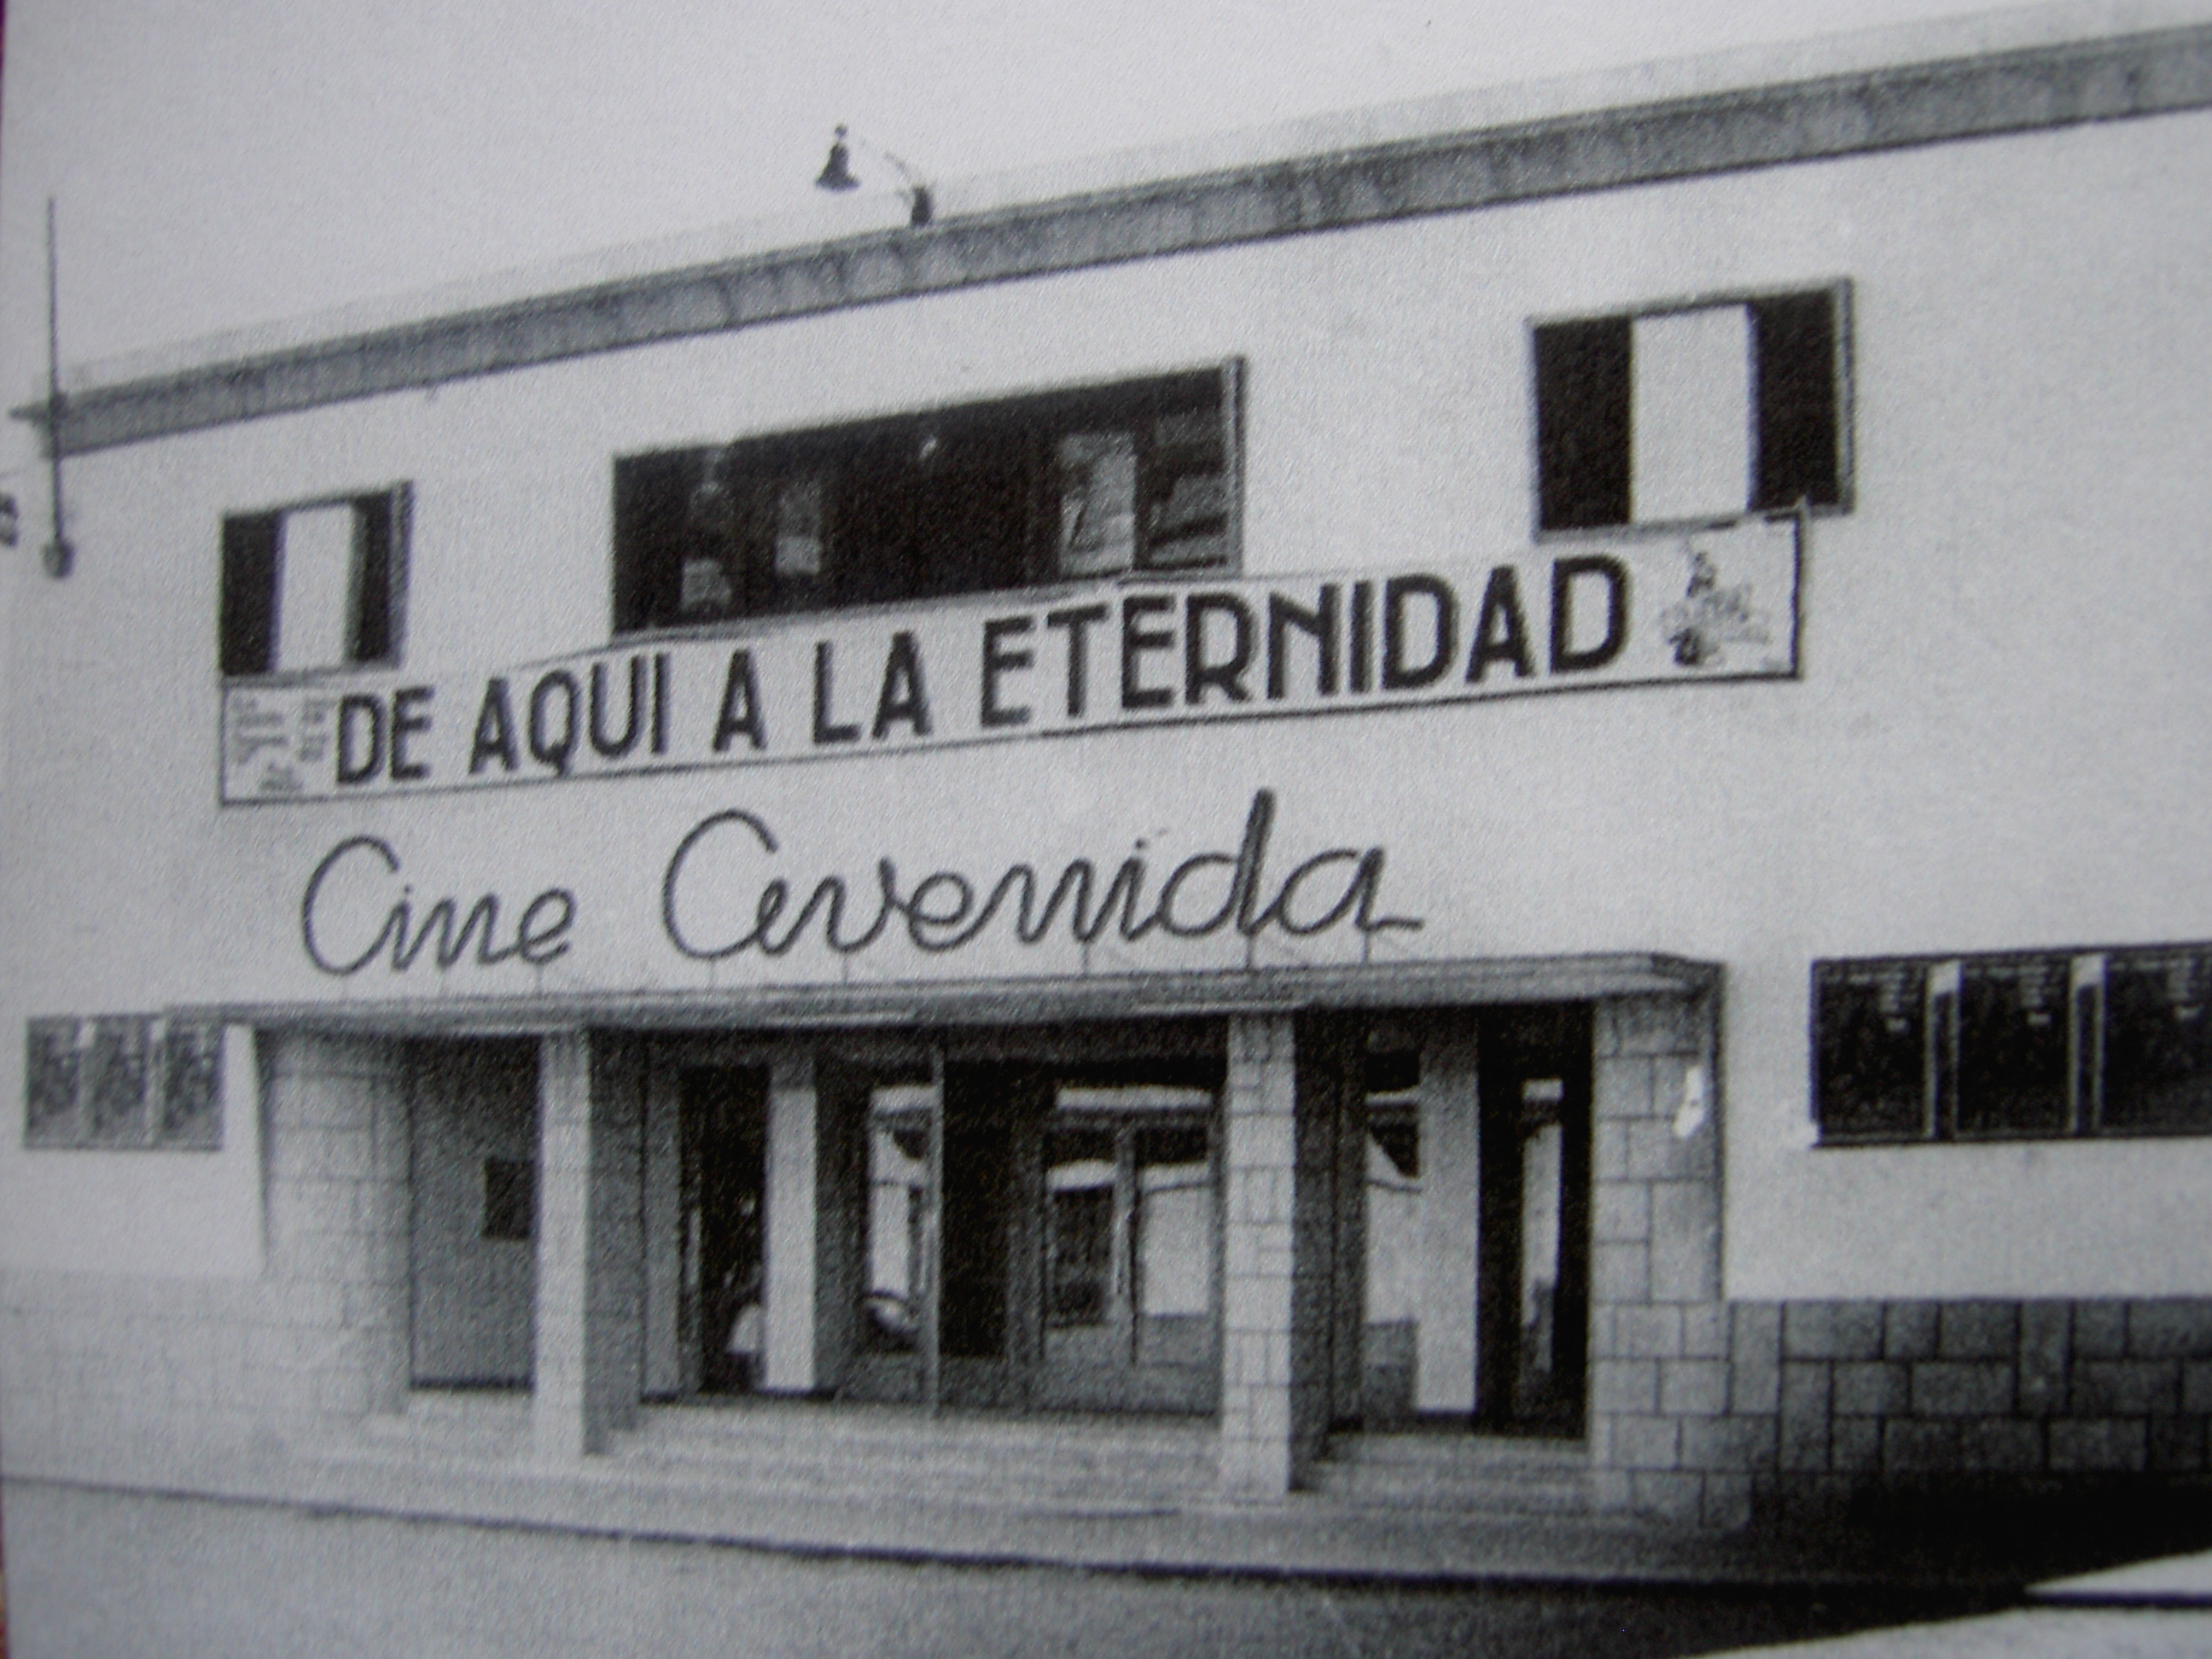 DE AQUI A LA ETERNIDAD
Cine Avenida